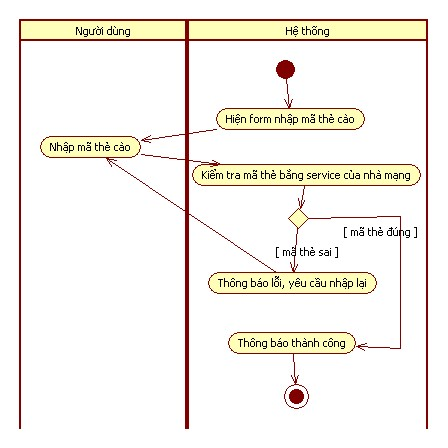 Người dùng
Hệ thống
Hiện form nhập mã thẻ cào
Nhập mã thẻ cào
Kiểm tra mã thẻ bằng service của nhà mạng
[ mã thẻ đúng ]
[ mã thẻ sai ]
Thông báo lỗi, yêu cầu nhập lại
Thông báo thành công